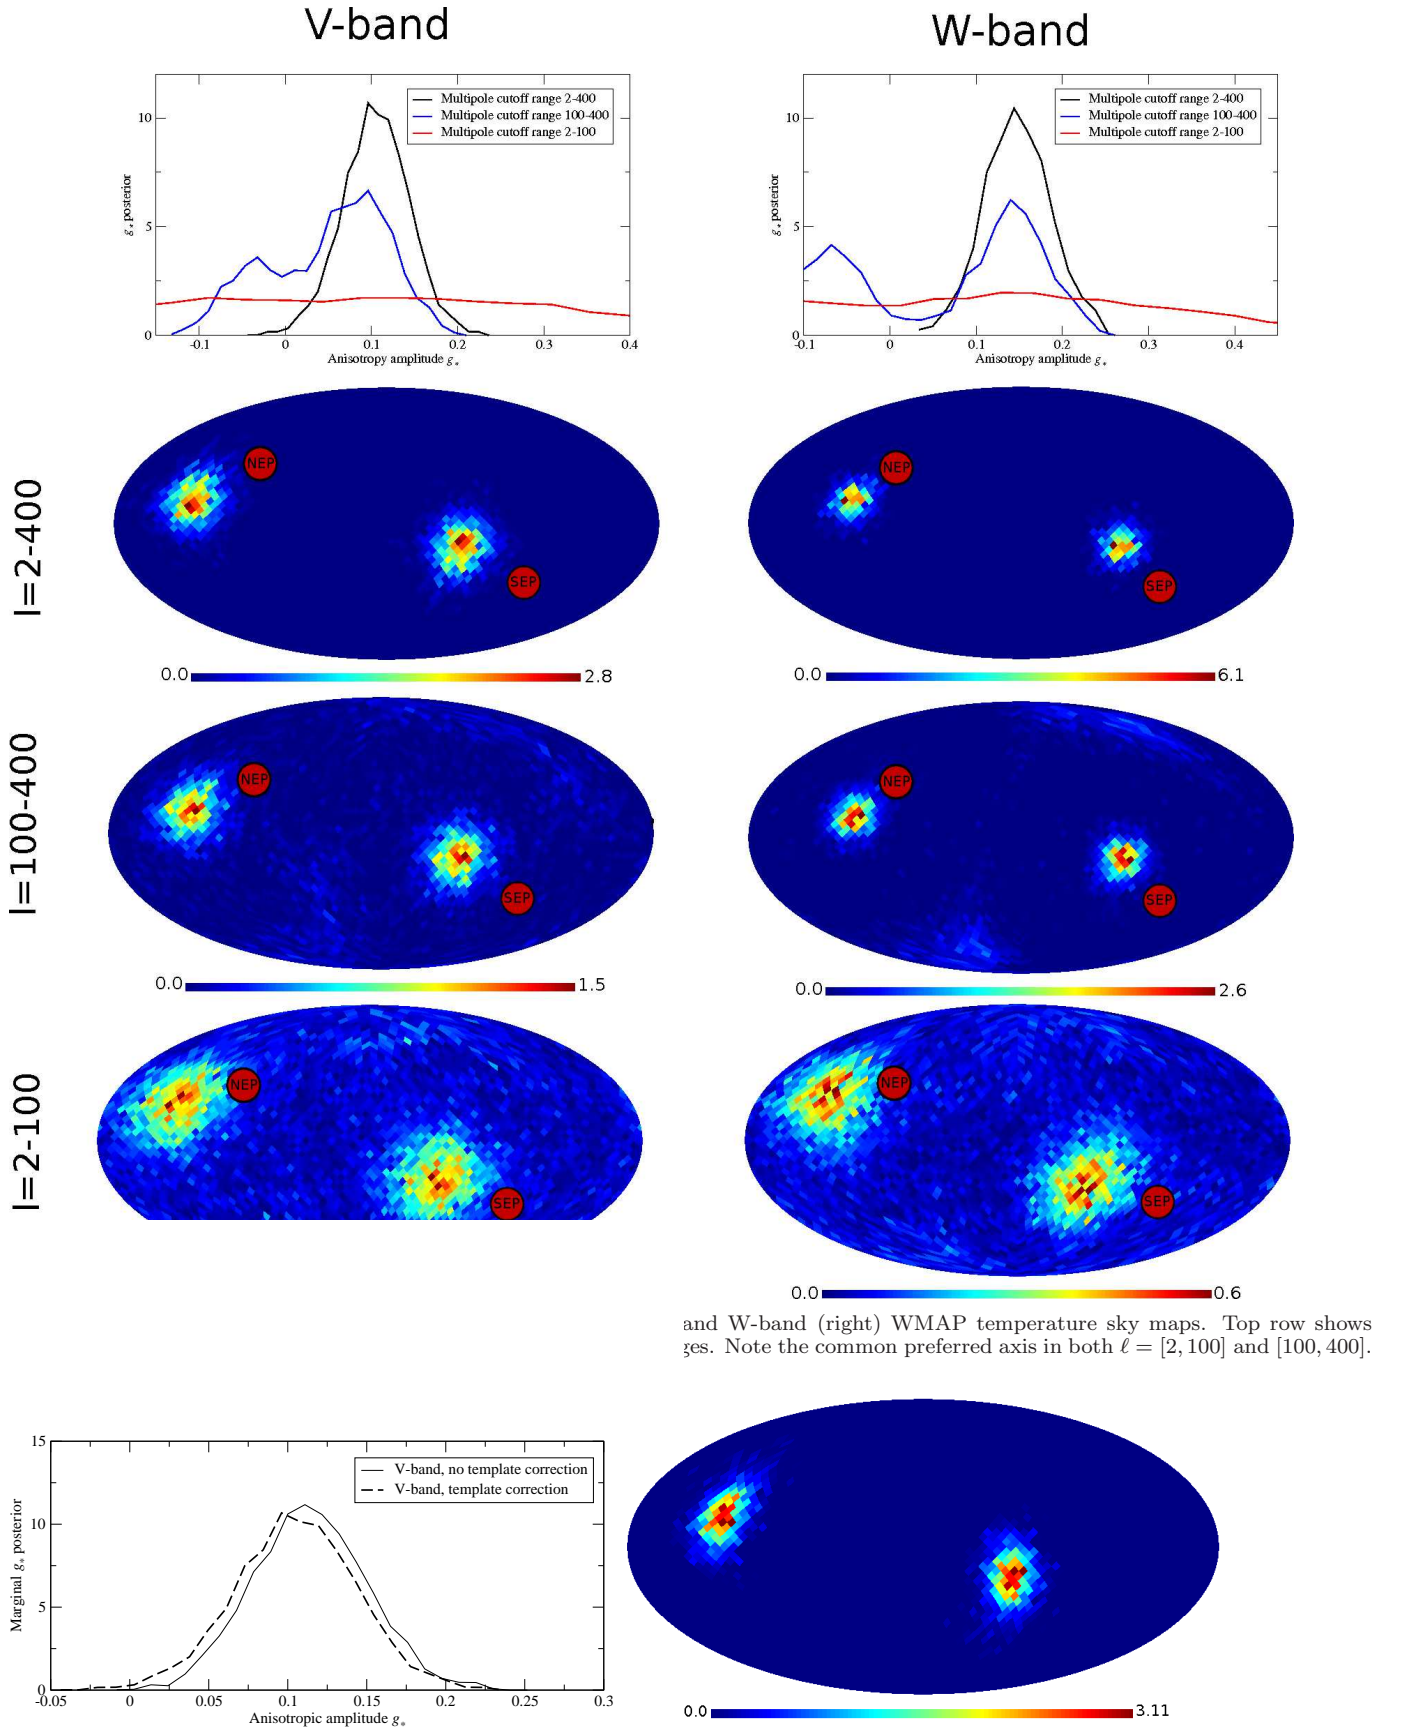 V-band
W-band
Multipole cutoff range 2-400
Multipole cutoff range 100-400
Multipole cutoff range 2-100
10
5
0
g* posterior
-0.1
0
0.1
0.2
0.3
0.4
Anisotropy amplitude g*
Multipole cutoff range 2-400
Multipole cutoff range 100-400
Multipole cutoff range 2-100
10
5
0
g* posterior
-0.1
0
0.1
0.2
0.3
0.4
Anisotropy amplitude g*
l=2-400
NEP
SEP
0.0
2.8
NEP
SEP
0.0
6.1
l=100-400
NEP
SEP
0.0
1.5
NEP
SEP
0.0
2.6
l=2-100
NEP
SEP
NEP
SEP
0.0
0.6
and W-band (right) WMAP temperature sky maps. Top row shows
ges. Note the common preferred axis in both ℓ = [2, 100] and [100, 400].
15
10
5
0
Marginal g* posterior
V-band, no template correction
V-band, template correction
-0.05
0
0.05
0.1
0.15
0.2
0.25
0.3
Anisotropic amplitude g*
0.0
3.11